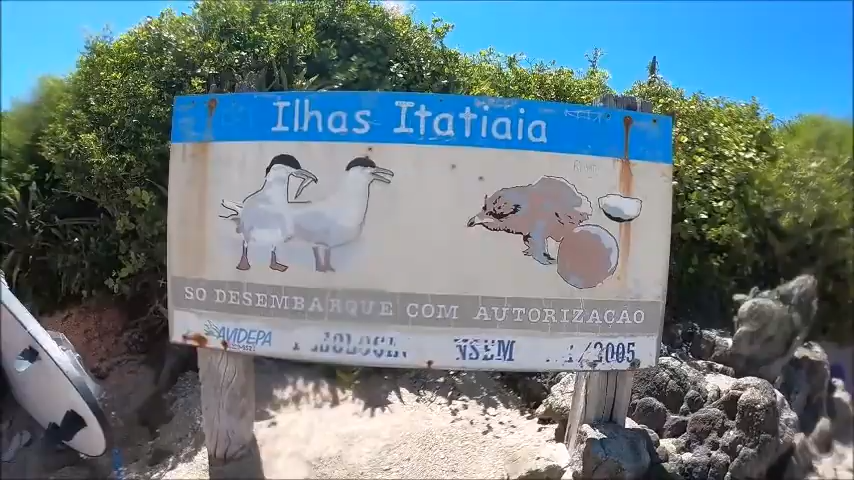 Ilhas Itatiaia
SO DESEMBARQUE COM AUTORIZACAO
AVIDEPA NSEM 2005